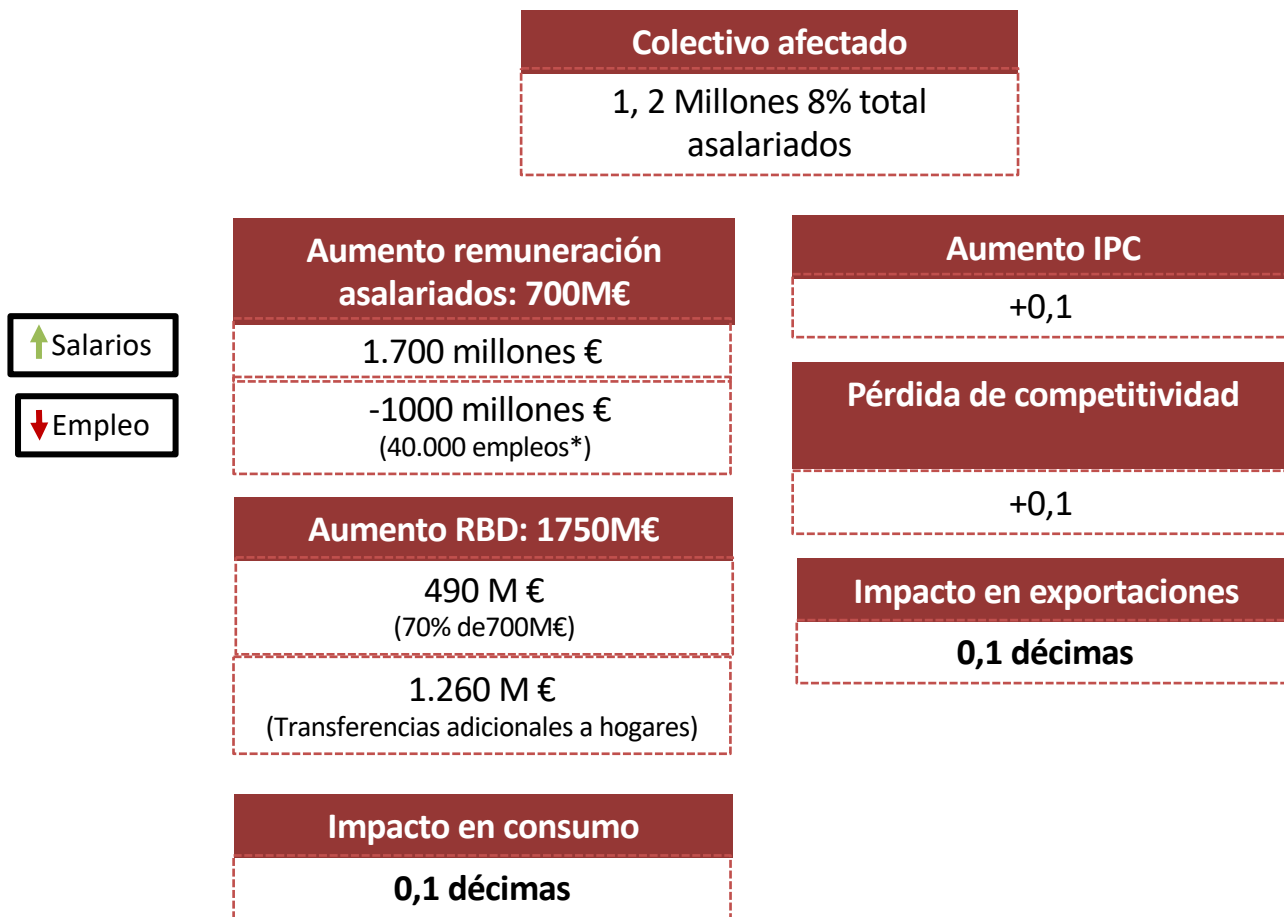 Colectivo afectado
1, 2 Millones 8% total
asalariados
Aumento remuneración
asalariados: 700M€
Salarios
1.700 millones €
Empleo
-1000 millones €
(40.000 empleos*)
Aumento RBD: 1750M€
490 M €
(70% de700M€)
1.260 M €
(Transferencias adicionales a hogares)
Impacto en consumo
0,1 décimas
Aumento IPC
+0,1
Pérdida de competitividad
+0,1
Impacto en exportaciones
0,1 décimas